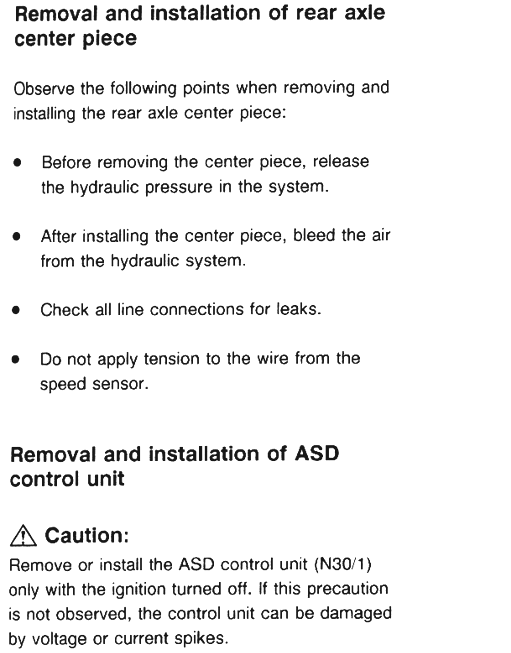 Removal and installation of rear axle
center piece
Observe the following points when removing and
installing the rear axle center piece:
● Before removing the center piece, release
the hydraulic pressure in the system.
● After installing the center piece, bleed the air
from the hydraulic system.
● Check all line connections for leaks.
● Do not apply tension to the wire from the
speed sensor.
Removal and installation of ASD
control unit
⚠ Caution:
Remove or install the ASD control unit (N30/1)
only with the ignition turned off. If this precaution
is not observed, the control unit can be damaged
by voltage or current spikes.